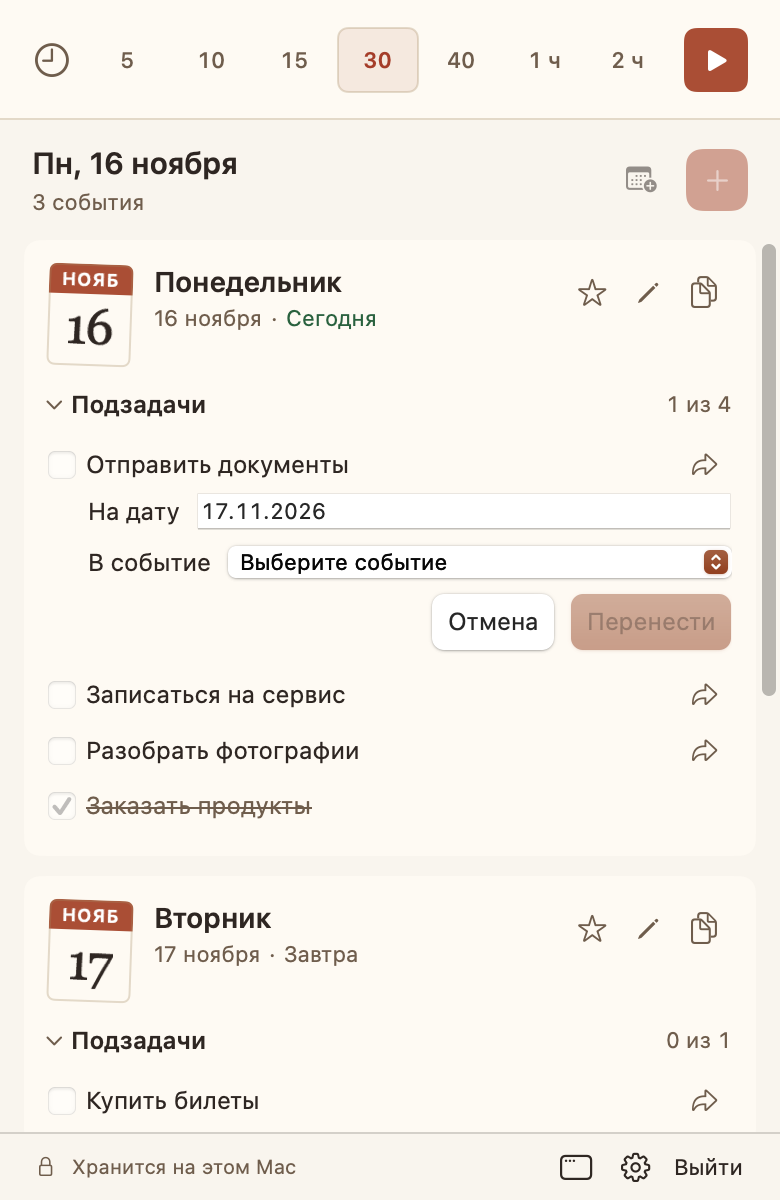 5 10 15 30 40 1 ч 2 ч
Пн, 16 ноября
3 события
НОЯБ
16
Понедельник
16 ноября · Сегодня
Подзадачи 1 из 4
Отправить документы
На дату 17.11.2026
В событие Выберите событие
Отмена Перенести
Записаться на сервис
Разобрать фотографии
Заказать продукты
НОЯБ
17
Вторник
17 ноября · Завтра
Подзадачи 0 из 1
Купить билеты
Хранится на этом Mac Выйти